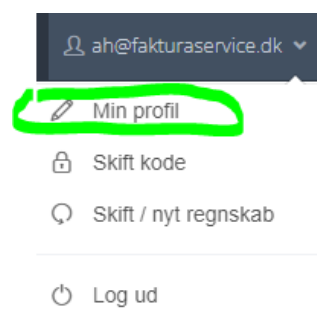 ah@fakturaservice.dk
Min profil
Skift kode
Skift / nyt regnskab
Log ud